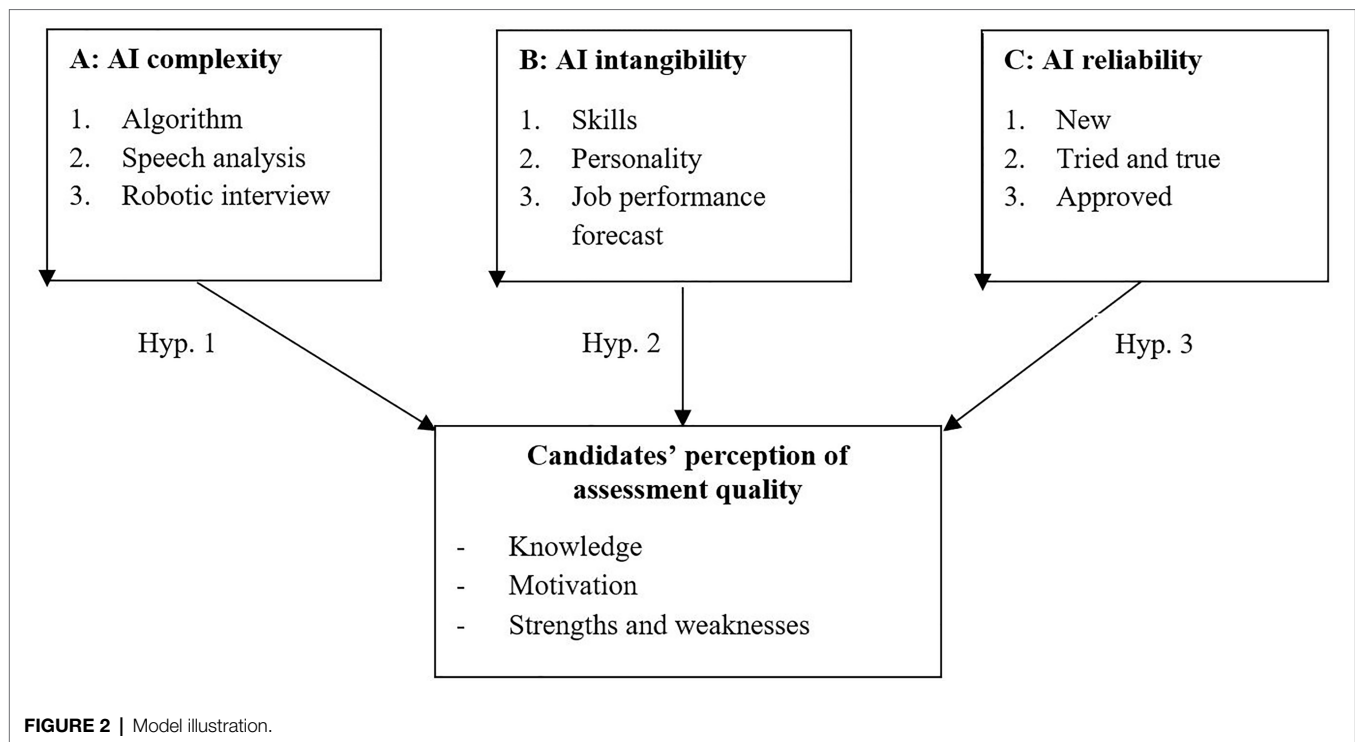 A: AI complexity
1. Algorithm
2. Speech analysis
3. Robotic interview
B: AI intangibility
1. Skills
2. Personality
3. Job performance
forecast
C: AI reliability
1. New
2. Tried and true
3. Approved
Hyp. 1
Hyp. 2
Hyp. 3
Candidates’ perception of
assessment quality
- Knowledge
- Motivation
- Strengths and weaknesses
FIGURE 2 | Model illustration.